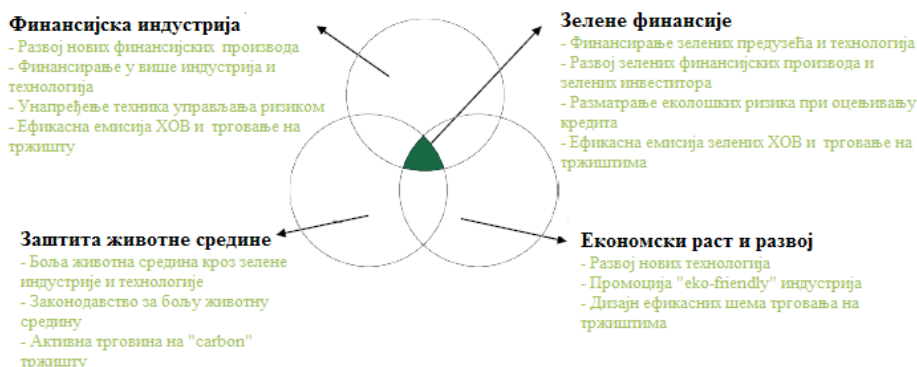 Финансијска индустрија
- Развој нових финансијских производа
- Финансирање у више индустрија и
технологија
- Унапређење техника управљања ризиком
- Ефикасна емисија ХОВ и трговање на
тржишту
Зелене финансије
- Финансирање зелених предузећа и технологија
- Развој зелених финансијских производа и
зелених инвеститора
- Разматрање еколошких ризика при оцењивању
кредита
- Ефикасна емисија зелених ХОВ и трговање на
тржиштима
Заштита животне средине
- Боља животна средина кроз зелене
индустрије и технологије
- Законодавство за бољу животну
средину
- Активна трговина на "carbon"
тржишту
Економски раст и развој
- Развој нових технологија
- Промоција "eko-friendly" индустрија
- Дизајн ефикасних шема трговања на
тржиштима